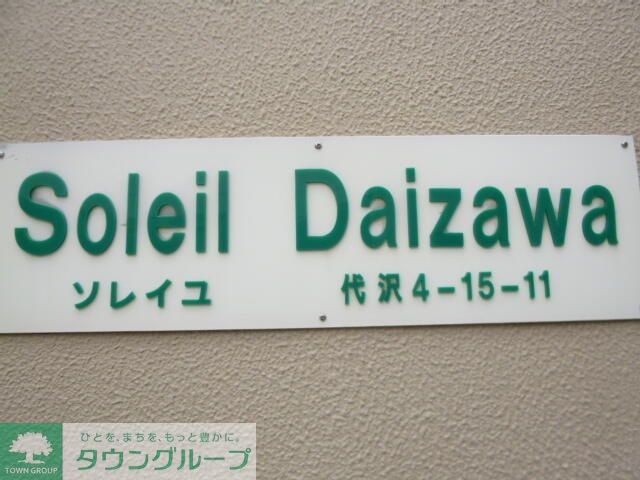 Soleil Daizawa
ソレイユ 代沢4-15-11
ひとを、まちを、もっと豊かに。
タウングループ
TOWN GROUP